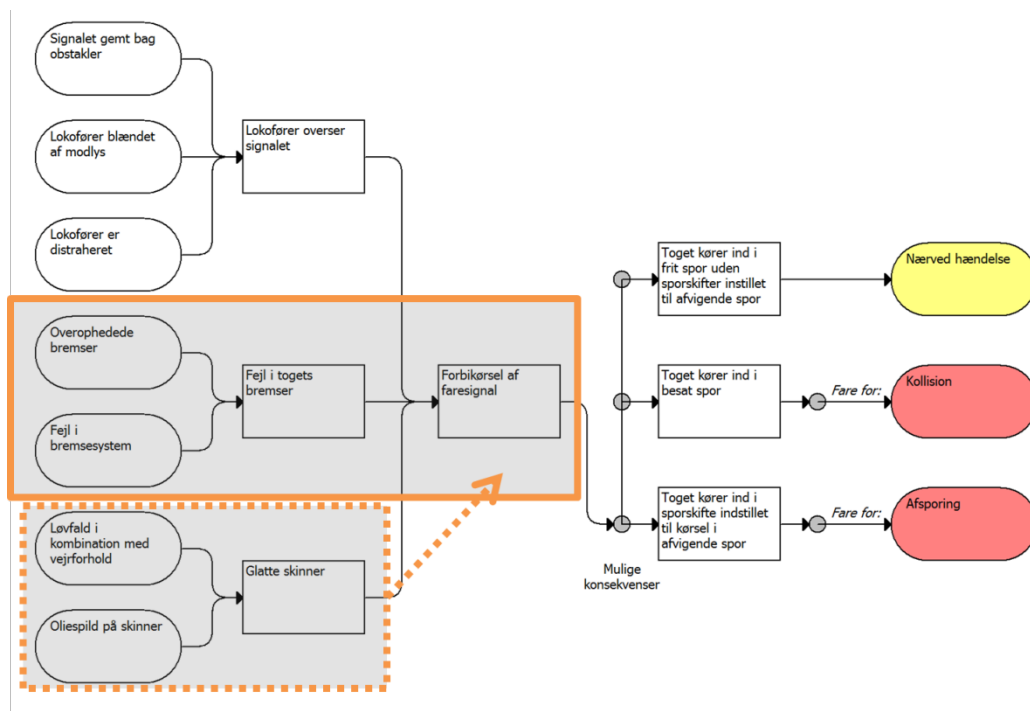 Signalet gemt bag
obstakler
Lokofører blændet
af modlys
Lokofører er
distraheret
Lokofører overser
signalet
Overophedede
bremser
Fejl i
bremsesystem
Fejl i togets
bremser
Forbikørsel af
faresignal
Løvfald i
kombination med
vejrforhold
Oliespild på skinner
Glatte skinner
Mulige
konsekvenser
Toget kører ind i
frit spor uden
sporskifter instillet
til afvigende spor
Nærved hændelse
Toget kører ind i
besat spor
Fare for:
Kollision
Toget kører ind i
sporskifte indstillet
til kørsel i
afvigende spor
Fare for:
Afsporing